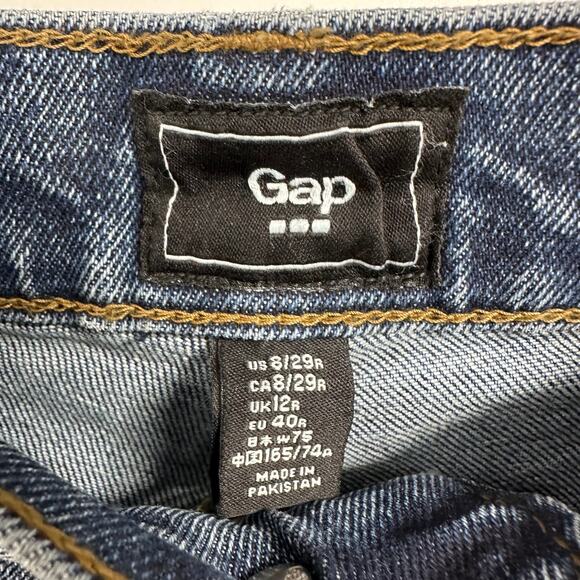 Gap
US 8/29R
CA 8/29R
UK 12R
EU 40R
日本 W75
中国 165/74A
MADE IN
PAKISTAN